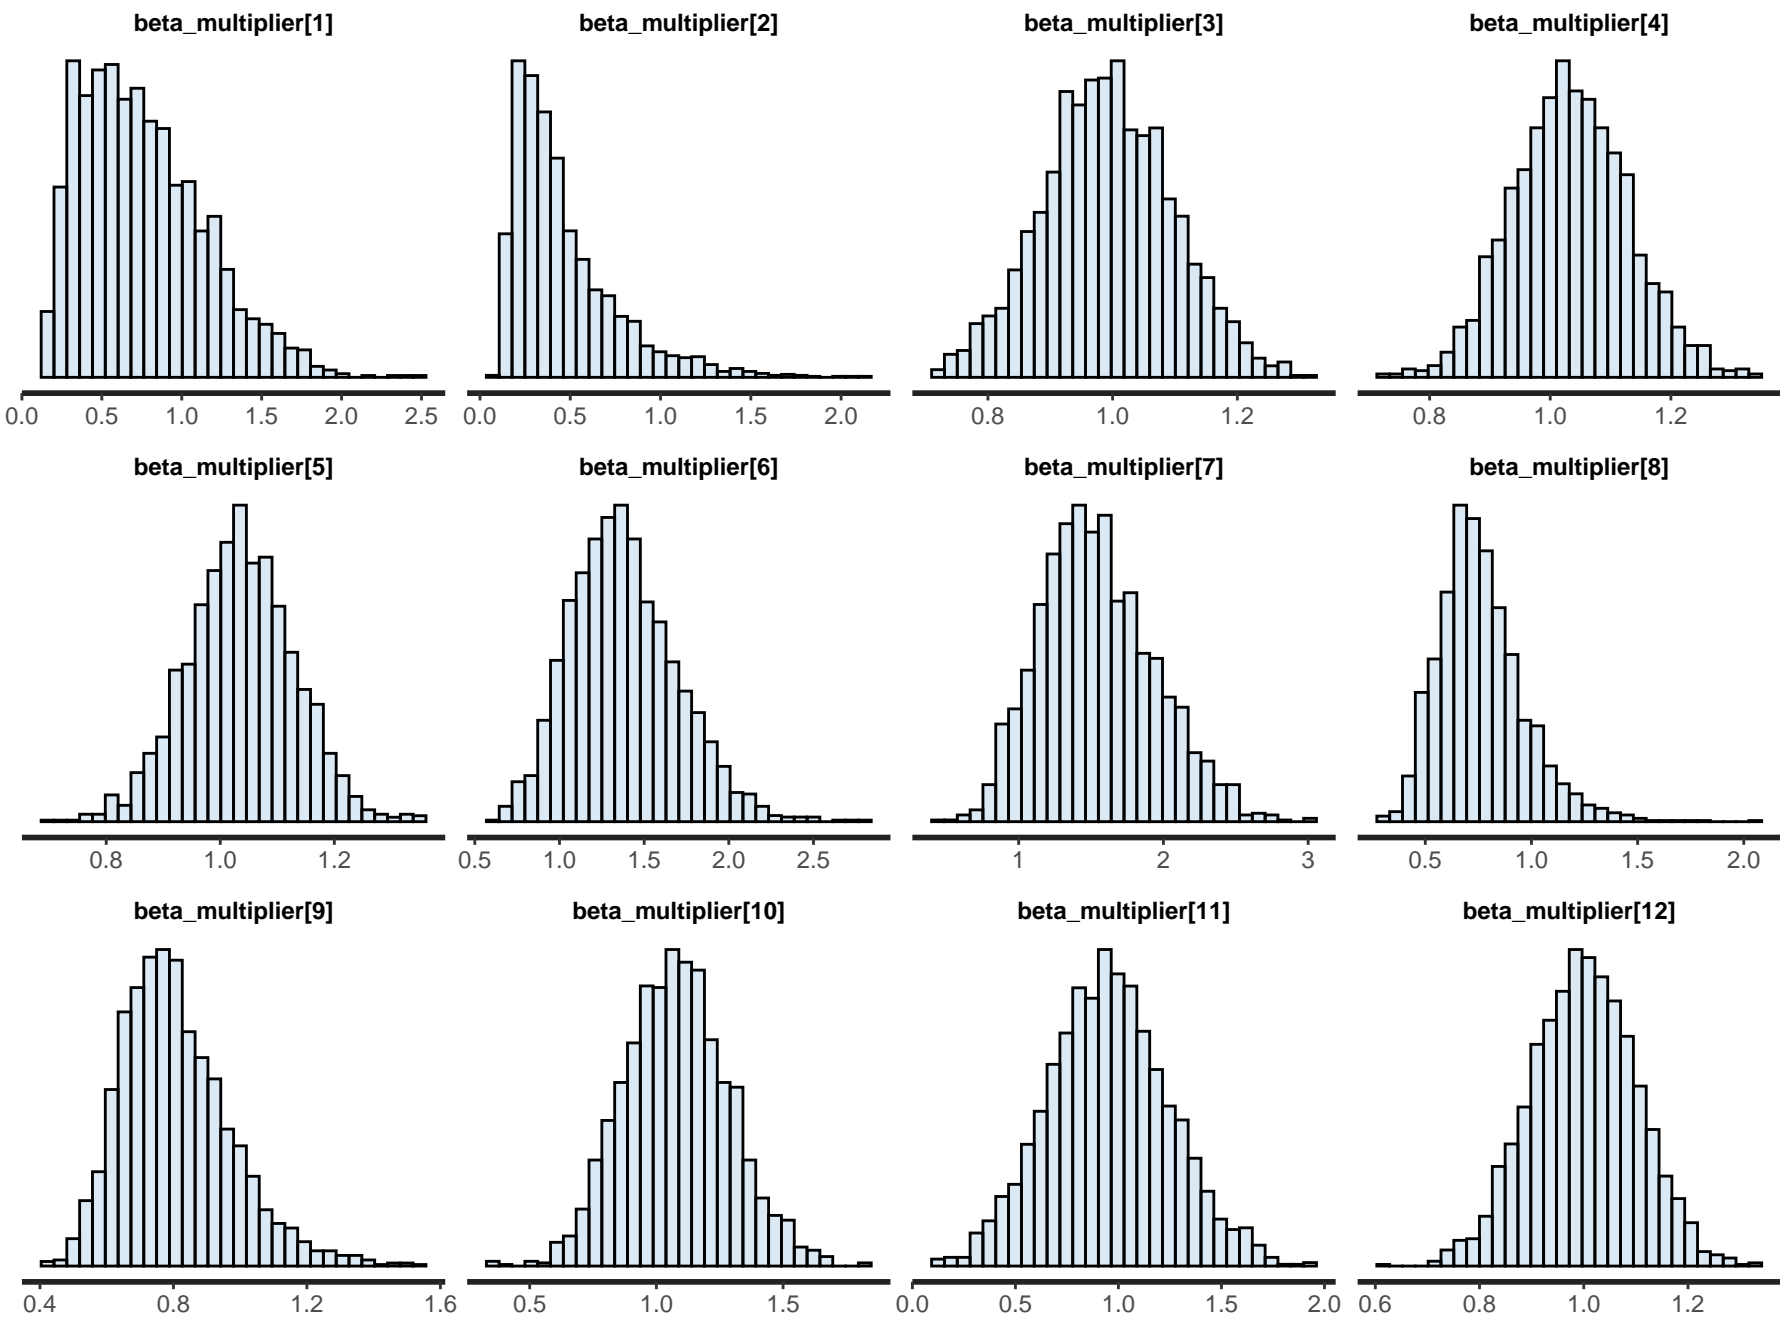 beta_multiplier[1] beta_multiplier[2] beta_multiplier[3] beta_multiplier[4]
0.0 0.5 1.0 1.5 2.0 2.5 0.0 0.5 1.0 1.5 2.0 0.8 1.0 1.2 0.8 1.0 1.2
beta_multiplier[5] beta_multiplier[6] beta_multiplier[7] beta_multiplier[8]
0.8 1.0 1.2 0.5 1.0 1.5 2.0 2.5 1 2 3 0.5 1.0 1.5 2.0
beta_multiplier[9] beta_multiplier[10] beta_multiplier[11] beta_multiplier[12]
0.4 0.8 1.2 1.6 0.5 1.0 1.5 0.0 0.5 1.0 1.5 2.0 0.6 0.8 1.0 1.2